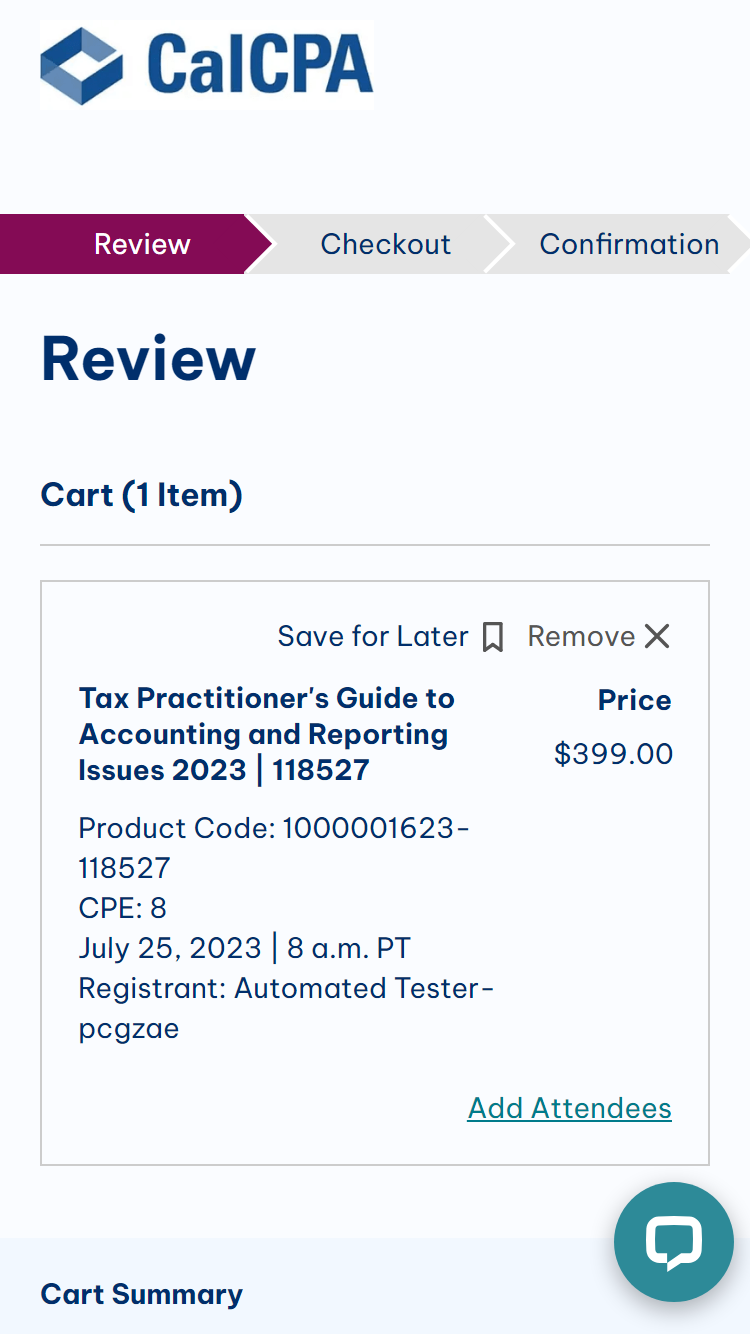 CalCPA
Review
Checkout
Confirmation
Review
Cart (1 Item)
Save for Later
Remove
Tax Practitioner's Guide to
Accounting and Reporting
Issues 2023 | 118527
Price
$399.00
Product Code: 1000001623-
118527
CPE: 8
July 25, 2023 | 8 a.m. PT
Registrant: Automated Tester-
pcgzae
Add Attendees
Cart Summary